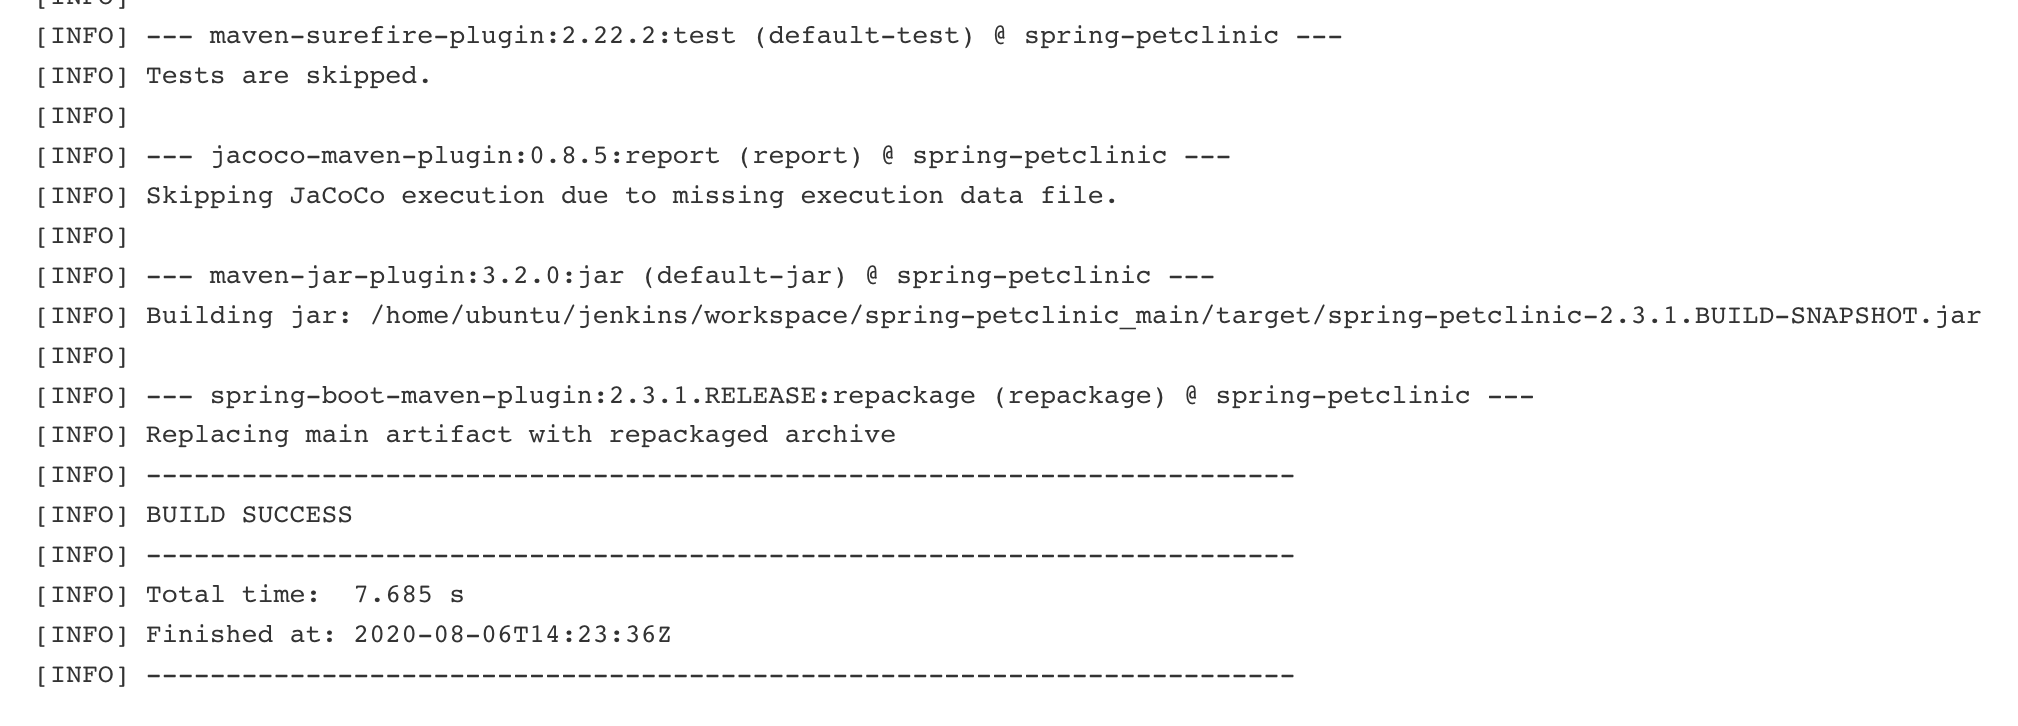 [INFO]
[INFO] --- maven-surefire-plugin:2.22.2:test (default-test) @ spring-petclinic ---
[INFO] Tests are skipped.
[INFO]
[INFO] --- jacoco-maven-plugin:0.8.5:report (report) @ spring-petclinic ---
[INFO] Skipping JaCoCo execution due to missing execution data file.
[INFO]
[INFO] --- maven-jar-plugin:3.2.0:jar (default-jar) @ spring-petclinic ---
[INFO] Building jar: /home/ubuntu/jenkins/workspace/spring-petclinic_main/target/spring-petclinic-2.3.1.BUILD-SNAPSHOT.jar
[INFO]
[INFO] --- spring-boot-maven-plugin:2.3.1.RELEASE:repackage (repackage) @ spring-petclinic ---
[INFO] Replacing main artifact with repackaged archive
[INFO] ------------------------------------------------------------------------
[INFO] BUILD SUCCESS
[INFO] ------------------------------------------------------------------------
[INFO] Total time:  7.685 s
[INFO] Finished at: 2020-08-06T14:23:36Z
[INFO] ------------------------------------------------------------------------